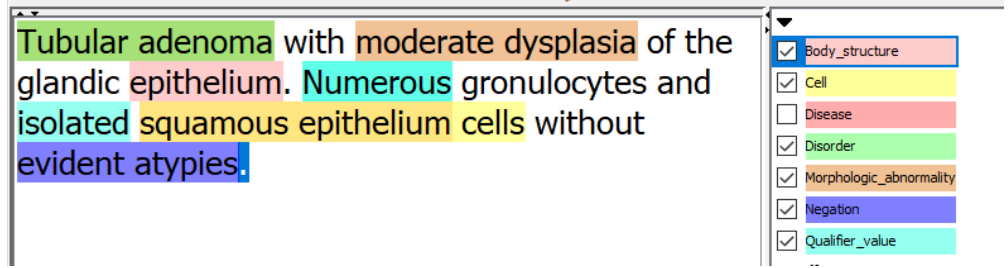 Tubular adenoma with moderate dysplasia of the
glandic epithelium. Numerous gronulocytes and
isolated squamous epithelium cells without
evident atypies.
Body_structure
Cell
Disease
Disorder
Morphologic_abnormality
Negation
Qualifier_value